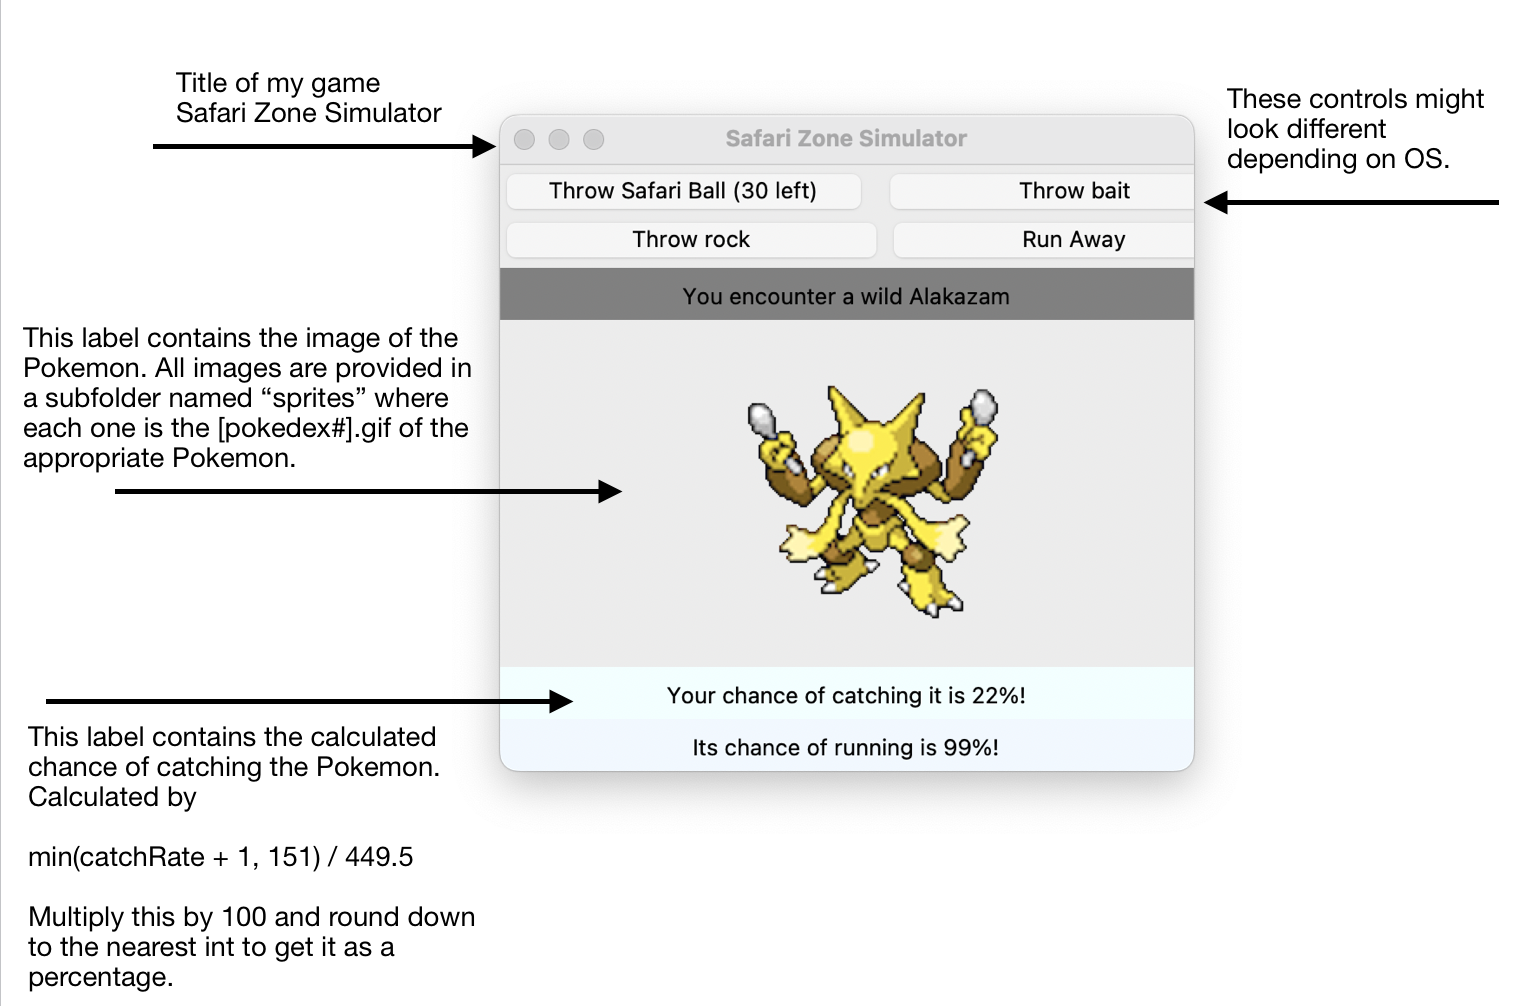 Title of my game
Safari Zone Simulator
These controls might
look different
depending on OS.
Safari Zone Simulator
Throw Safari Ball (30 left)
Throw bait
Throw rock
Run Away
You encounter a wild Alakazam
This label contains the image of the
Pokemon. All images are provided in
a subfolder named “sprites” where
each one is the [pokedex#].gif of the
appropriate Pokemon.
Your chance of catching it is 22%!
Its chance of running is 99%!
This label contains the calculated
chance of catching the Pokemon.
Calculated by
min(catchRate + 1, 151) / 449.5
Multiply this by 100 and round down
to the nearest int to get it as a
percentage.